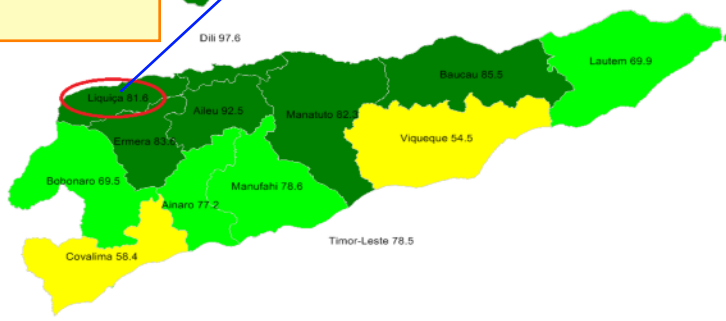 Dili 97.6
Lautem 69.9
Baucau 85.5
Liquiça 81.6
Aileu 92.5
Manatuto 82.3
Viqueque 54.5
Ermera 83.6
Bobonaro 69.5
Manufahi 78.6
Ainaro 77.2
Timor-Leste 78.5
Covalima 58.4